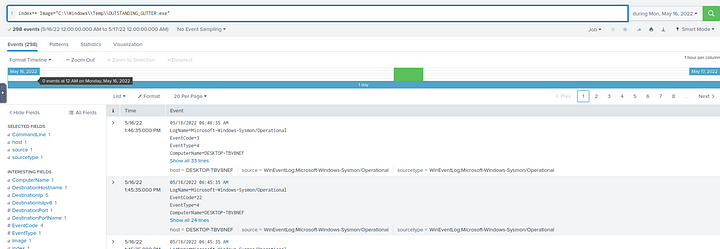 index=* Image="C:\\Windows\\Temp\\OUTSTANDING_GUTTER.exe"
during Mon, May 16, 2022
298 events (5/16/22 12:00:00.000 AM to 5/17/22 12:00:00.000 AM)
No Event Sampling
Job
Smart Mode
Events (298)
Patterns
Statistics
Visualization
Format Timeline
— Zoom Out
+ Zoom to Selection
× Deselect
1 hour per column
May 16, 2022
May 17, 2022
0 events at 12 AM on Monday, May 16, 2022
1 day
List
Format
20 Per Page
< Prev
1
2
3
4
5
6
7
8
...
Next >
< Hide Fields
All Fields
i
Time
Event
SELECTED FIELDS
a CommandLine 1
a host 1
a source 1
a sourcetype 1
INTERESTING FIELDS
a ComputerName 1
a DestinationHostname 1
a DestinationIp 5
a DestinationIsIpv6 1
# DestinationPort 1
a DestinationPortName 1
# EventCode 4
# EventType 1
a Image 1
a index 1
5/16/22
1:46:35.000 PM
05/16/2022 06:46:35 AM
LogName=Microsoft-Windows-Sysmon/Operational
EventCode=3
EventType=4
ComputerName=DESKTOP-TBV8NEF
Show all 33 lines
host = DESKTOP-TBV8NEF
source = WinEventLog:Microsoft-Windows-Sysmon/Operational
sourcetype = WinEventLog:Microsoft-Windows-Sysmon/Operational
5/16/22
1:45:35.000 PM
05/16/2022 06:45:35 AM
LogName=Microsoft-Windows-Sysmon/Operational
EventCode=22
EventType=4
ComputerName=DESKTOP-TBV8NEF
Show all 24 lines
host = DESKTOP-TBV8NEF
source = WinEventLog:Microsoft-Windows-Sysmon/Operational
sourcetype = WinEventLog:Microsoft-Windows-Sysmon/Operational
5/16/22
05/16/2022 06:45:35 AM